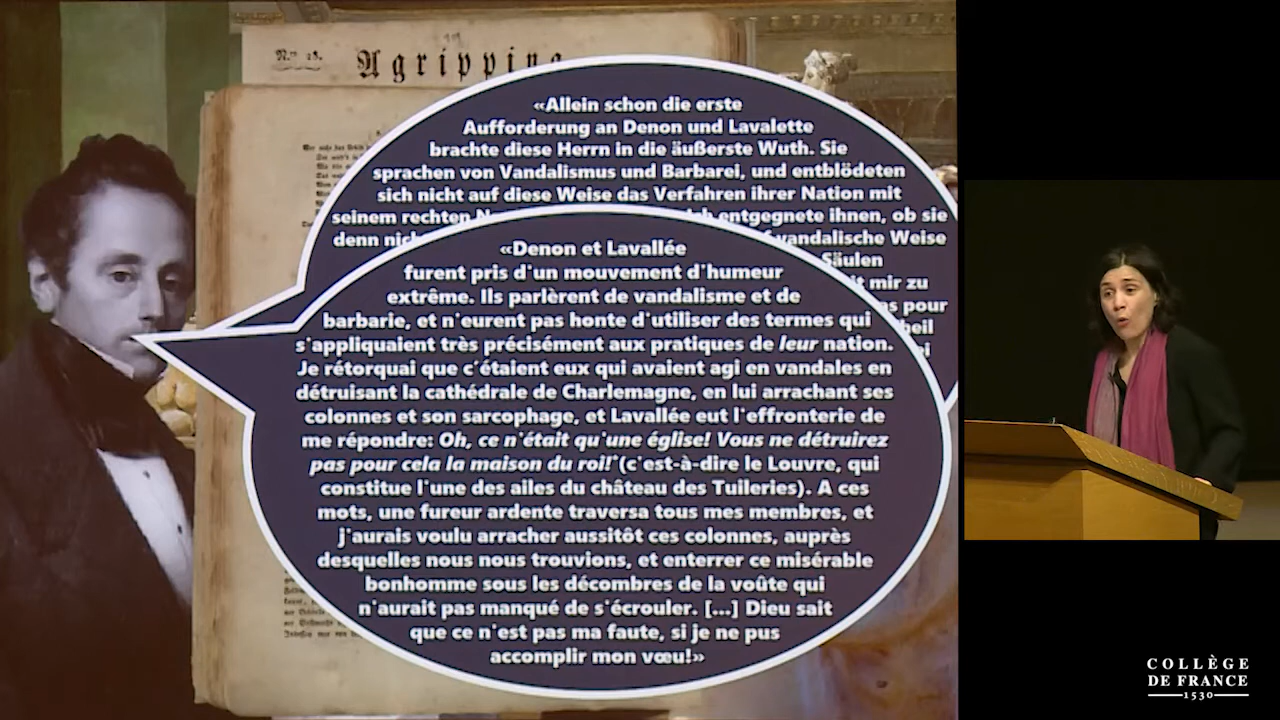 N.ro 28. Agrippina
«Allein schon die erste
Aufforderung an Denon und Lavalette
brachte diese Herrn in die äußerste Wuth. Sie
sprachen von Vandalismus und Barbarei, und entblödeten
sich nicht auf diese Weise das Verfahren ihrer Nation mit
seinem rechten entgegnete ihnen, ob sie
denn vandalische Weise
Säulen
mir zu
pour
«Denon et Lavallée
furent pris d'un mouvement d'humeur
extrême. Ils parlèrent de vandalisme et de
barbarie, et n'eurent pas honte d'utiliser des termes qui
s'appliquaient très précisément aux pratiques de leur nation.
Je rétorquai que c'étaient eux qui avaient agi en vandales en
détruisant la cathédrale de Charlemagne, en lui arrachant ses
colonnes et son sarcophage, et Lavallée eut l'effronterie de
me répondre: Oh, ce n'était qu'une église! Vous ne détruirez
pas pour cela la maison du roi!'(c'est-à-dire le Louvre, qui
constitue l'une des ailes du château des Tuileries). A ces
mots, une fureur ardente traversa tous mes membres, et
j'aurais voulu arracher aussitôt ces colonnes, auprès
desquelles nous nous trouvions, et enterrer ce misérable
bonhomme sous les décombres de la voûte qui
n'aurait pas manqué de s'écrouler. [...] Dieu sait
que ce n'est pas ma faute, si je ne pus
accomplir mon vœu!»
COLLÈGE
DE FRANCE
1530